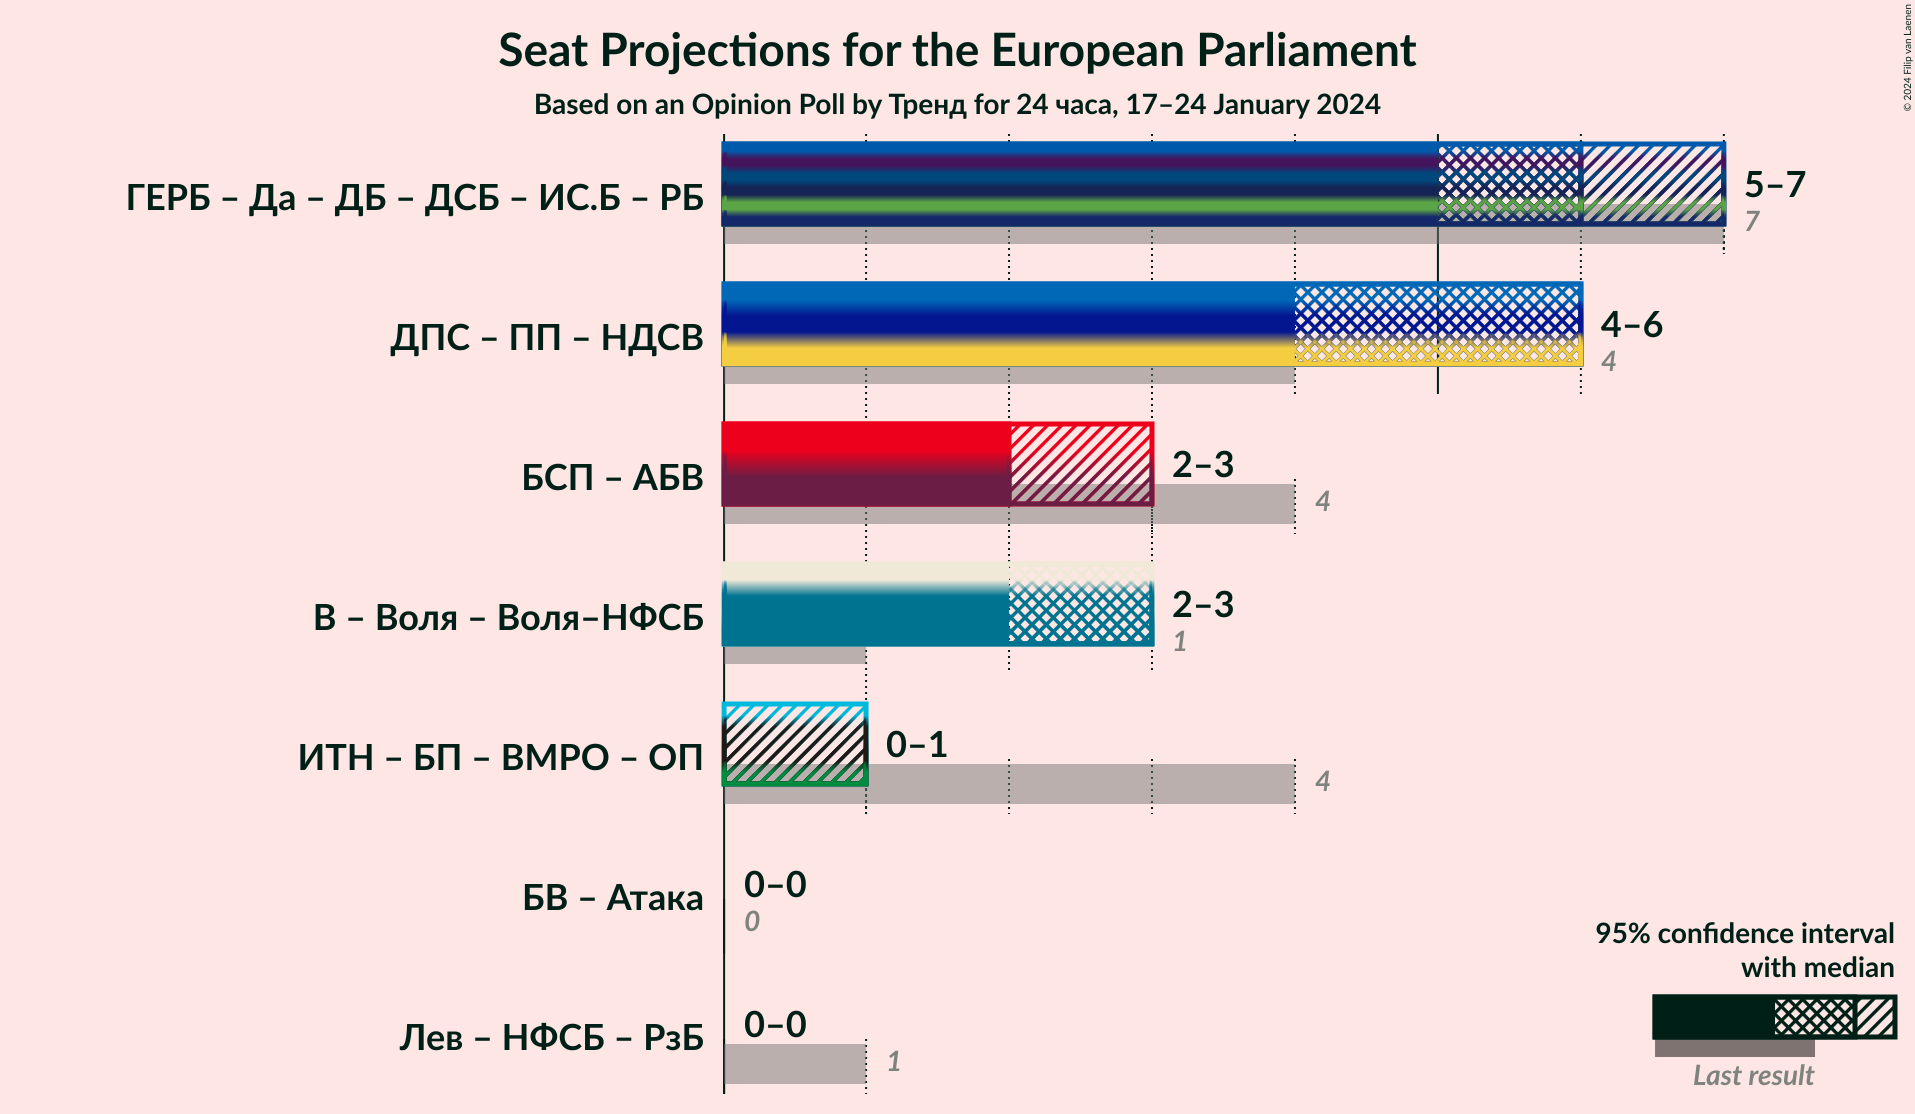 Seat Projections for the European Parliament
Based on an Opinion Poll by Тренд for 24 часа, 17–24 January 2024
© 2024 Filip van Laenen
ГЕРБ – Да – ДБ – ДСБ – ИС.Б – РБ
5–7
7
ДПС – ПП – НДСВ
4–6
4
БСП – АБВ
2–3
4
В – Воля – Воля–НФСБ
2–3
1
ИТН – БП – ВМРО – ОП
0–1
4
БВ – Атака
0–0
0
Лев – НФСБ – РзБ
0–0
1
95% confidence interval
with median
Last result